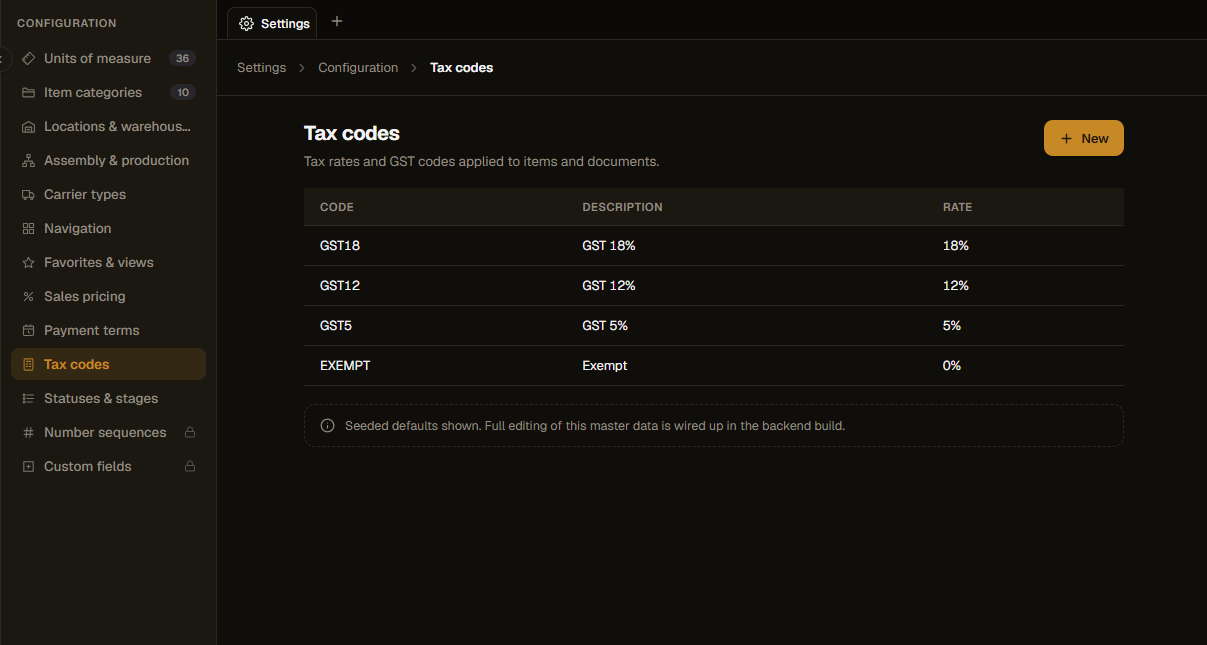 CONFIGURATION
Units of measure 36
Item categories 10
Locations & warehous...
Assembly & production
Carrier types
Navigation
Favorites & views
Sales pricing
Payment terms
Tax codes
Statuses & stages
Number sequences
Custom fields
Settings
Settings > Configuration > Tax codes
Tax codes
Tax rates and GST codes applied to items and documents.
+ New
CODE DESCRIPTION RATE
GST18 GST 18% 18%
GST12 GST 12% 12%
GST5 GST 5% 5%
EXEMPT Exempt 0%
Seeded defaults shown. Full editing of this master data is wired up in the backend build.